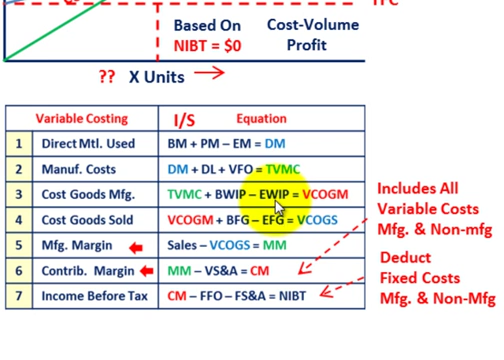 TFC
Based On Cost-Volume
NIBT = $0 Profit
?? X Units
Variable Costing I/S Equation
1 Direct Mtl. Used BM + PM – EM = DM
2 Manuf. Costs DM + DL + VFO = TVMC
3 Cost Goods Mfg. TVMC + BWIP – EWIP = VCOGM
4 Cost Goods Sold VCOGM + BFG – EFG = VCOGS
5 Mfg. Margin Sales – VCOGS = MM
6 Contrib. Margin MM – VS&A = CM
7 Income Before Tax CM – FFO – FS&A = NIBT
Includes All
Variable Costs
Mfg. & Non-mfg
Deduct
Fixed Costs
Mfg. & Non-Mfg